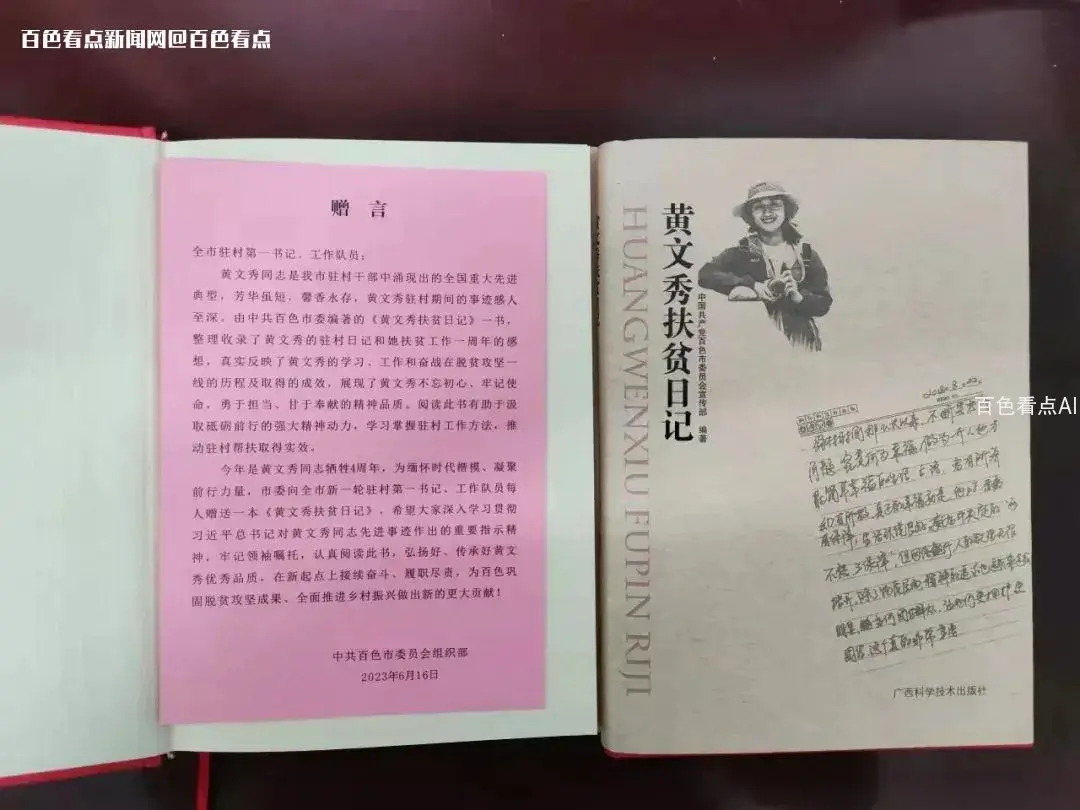 百色看点新闻网@百色看点
赠 言
全市驻村第一书记、工作队员：
黄文秀同志是我市驻村干部中涌现出的全国重大先进
典型，芳华虽短，馨香永存，黄文秀驻村期间的事迹感人
至深。由中共百色市委编著的《黄文秀扶贫日记》一书，
整理收录了黄文秀的驻村日记和她扶贫工作一周年的感
想，真实反映了黄文秀的学习、工作和奋战在脱贫攻坚一
线的历程及取得的成效，展现了黄文秀不忘初心、牢记使
命，勇于担当、甘于奉献的精神品质。阅读此书有助于汲
取砥砺前行的强大精神动力，学习掌握驻村工作方法，推
动驻村帮扶取得实效。
今年是黄文秀同志牺牲4周年，为缅怀时代楷模、凝聚
前行力量，市委向全市新一轮驻村第一书记、工作队员每
人赠送一本《黄文秀扶贫日记》，希望大家深入学习贯彻
习近平总书记对黄文秀同志先进事迹作出的重要指示精
神，牢记领袖嘱托，认真阅读此书，弘扬好、传承好黄文
秀优秀品质，在新起点上接续奋斗、履职尽责，为百色巩
固脱贫攻坚成果、全面推进乡村振兴做出新的更大贡献！
中共百色市委员会组织部
2023年6月16日
黄文秀扶贫日记
HUANGWENXIU FUPIN RIJI
中国共产党百色市委员会宣传部 编著
百色看点AI
广西科学技术出版社